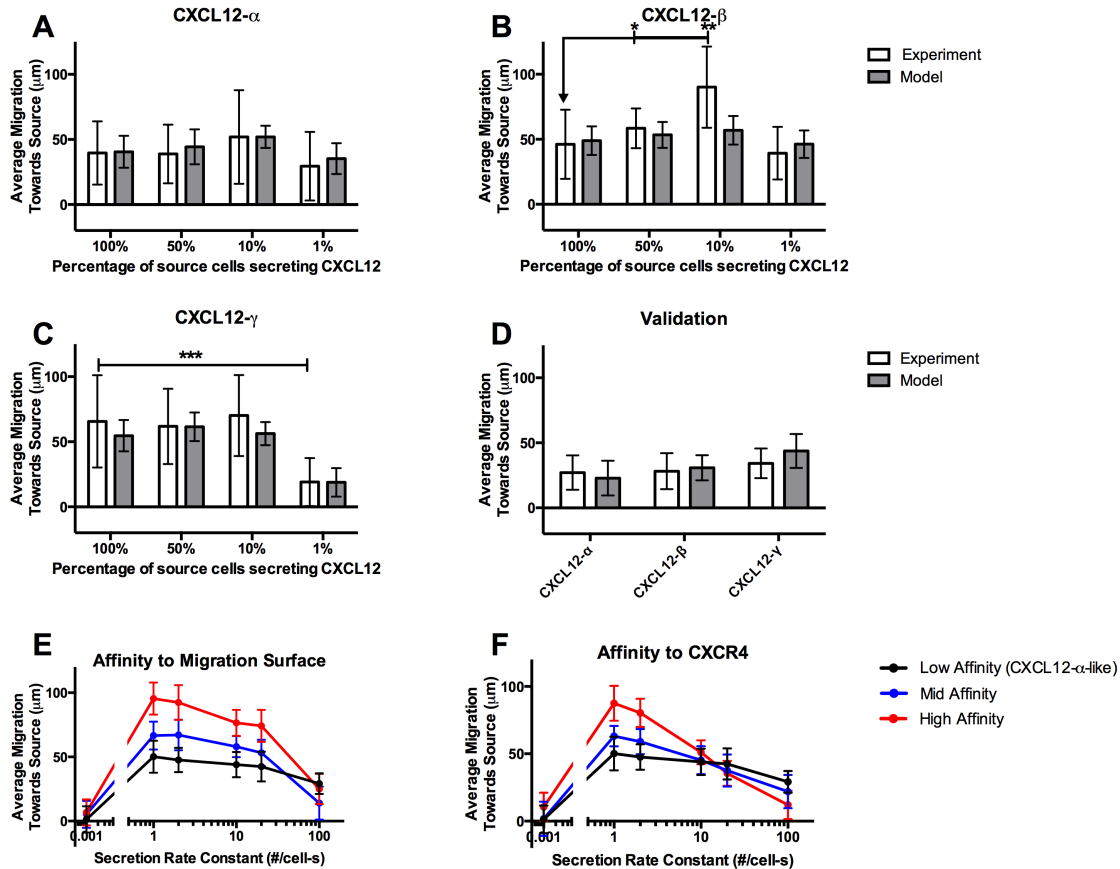 A
CXCL12-α
Average Migration
Towards Source (μm)
100
50
0
100% 50% 10% 1%
Percentage of source cells secreting CXCL12
B
CXCL12-β
* **
Average Migration
Towards Source (μm)
100
50
0
100% 50% 10% 1%
Percentage of source cells secreting CXCL12
Experiment
Model
C
CXCL12-γ
***
Average Migration
Towards Source (μm)
100
50
0
100% 50% 10% 1%
Percentage of source cells secreting CXCL12
D
Validation
Average Migration
Towards Source (μm)
100
50
0
CXCL12-α CXCL12-β CXCL12-γ
Experiment
Model
E
Affinity to Migration Surface
Average Migration
Towards Source (μm)
100
50
0
0.001 1 10 100
Secretion Rate Constant (#/cell-s)
F
Affinity to CXCR4
Average Migration
Towards Source (μm)
100
50
0
0.001 1 10 100
Secretion Rate Constant (#/cell-s)
Low Affinity (CXCL12-α-like)
Mid Affinity
High Affinity